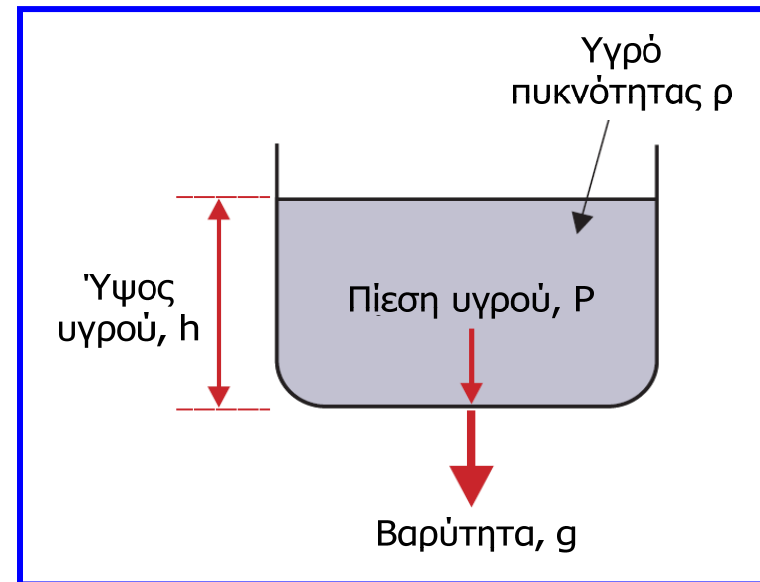 Υγρό
πυκνότητας ρ
Ύψος
υγρού, h
Πίεση υγρού, P
Βαρύτητα, g